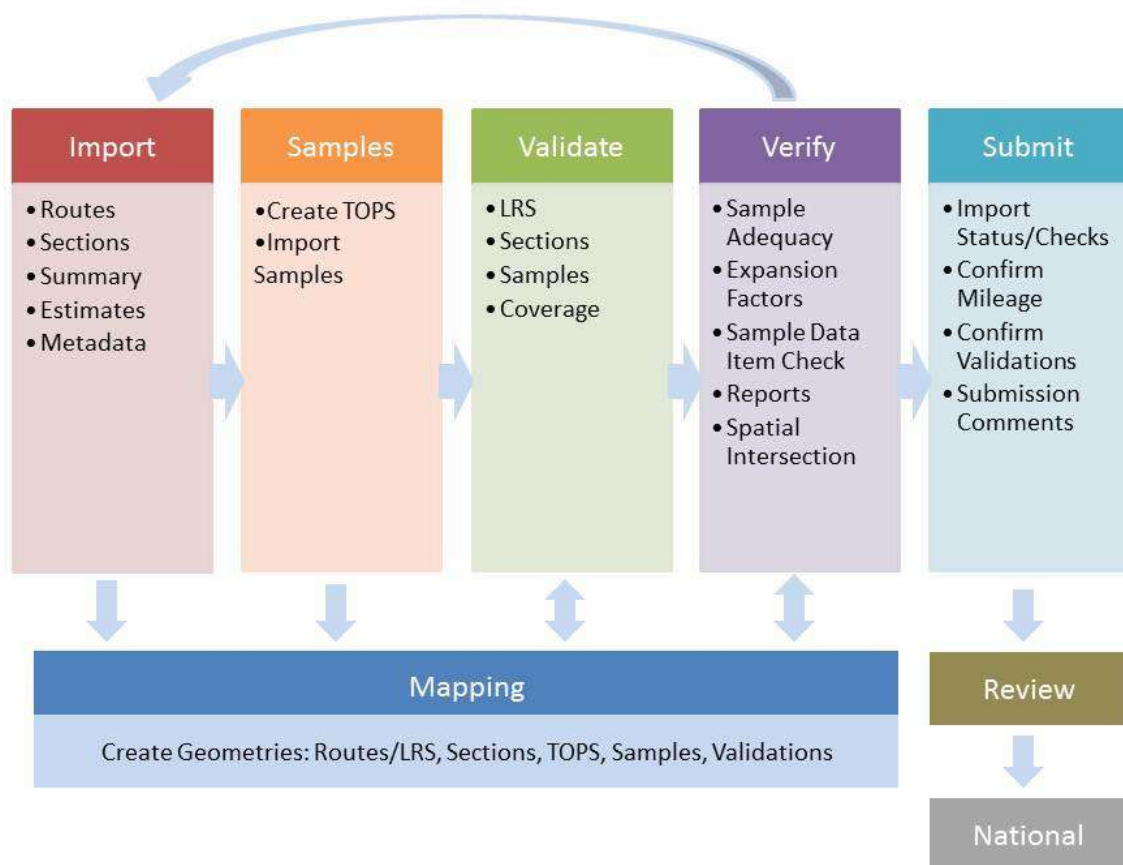 Import
• Routes
• Sections
• Summary
• Estimates
• Metadata
Samples
•Create TOPS
•Import
Samples
Validate
• LRS
• Sections
• Samples
• Coverage
Verify
• Sample
Adequacy
• Expansion
Factors
• Sample Data
Item Check
• Reports
• Spatial
Intersection
Submit
• Import
Status/Checks
• Confirm
Mileage
• Confirm
Validations
• Submission
Comments
Mapping
Create Geometries: Routes/LRS, Sections, TOPS, Samples, Validations
Review
National